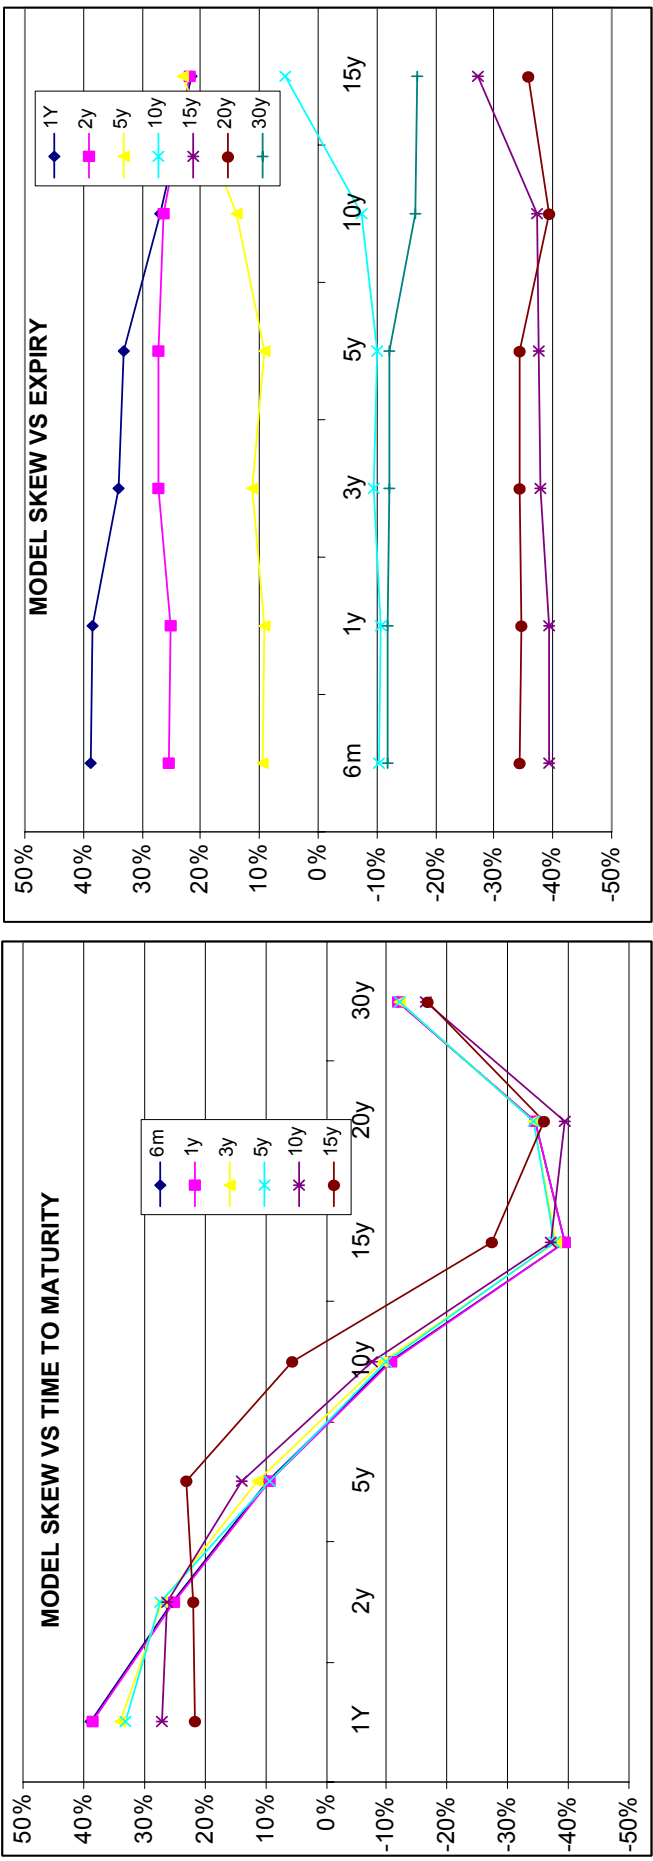 MODEL SKEW VS TIME TO MATURITY
50%
40%
30%
20%
10%
0%
-10%
-20%
-30%
-40%
-50%
1Y
2y
5y
10y
15y
20y
30y
6m
1y
3y
5y
10y
15y
MODEL SKEW VS EXPIRY
50%
40%
30%
20%
10%
0%
-10%
-20%
-30%
-40%
-50%
6m
1y
3y
5y
10y
15y
1Y
2y
5y
10y
15y
20y
30y